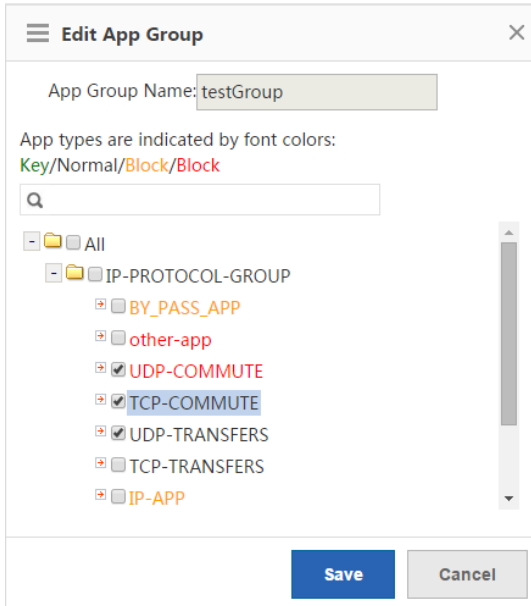 Edit App Group
App Group Name: testGroup
App types are indicated by font colors:
Key/Normal/Block/Block
All
IP-PROTOCOL-GROUP
BY_PASS_APP
other-app
UDP-COMMUTE
TCP-COMMUTE
UDP-TRANSFERS
TCP-TRANSFERS
IP-APP
Save Cancel